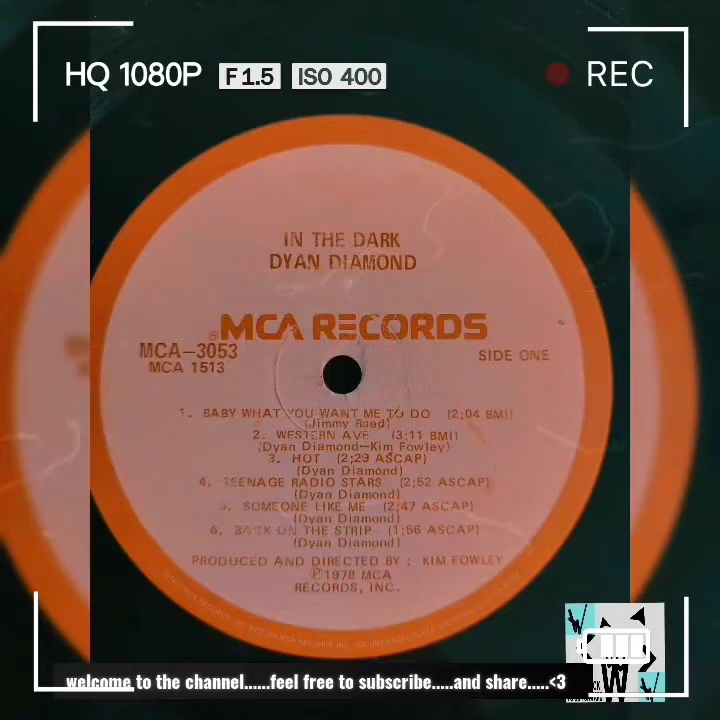 HQ 1080P F1.5 ISO 400
REC
IN THE DARK
DYAN DIAMOND
MCA RECORDS
MCA-3053
MCA 1513
SIDE ONE
1. BABY WHAT YOU WANT ME TO DO (2;04 BMI)
(Jimmy Reed)
2. WESTERN AVE (3;11 BMI)
(Dyan Diamond-Kim Fowley)
3. HOT (2;29 ASCAP)
(Dyan Diamond)
4. TEENAGE RADIO STARS (2;52 ASCAP)
(Dyan Diamond)
5. SOMEONE LIKE ME (2;47 ASCAP)
(Dyan Diamond)
6. BACK ON THE STRIP (1;56 ASCAP)
(Dyan Diamond)
PRODUCED AND DIRECTED BY ; KIM FOWLEY
℗1978 MCA
RECORDS, INC.
W
W
welcome to the channel......feel free to subscribe.....and share.....<3